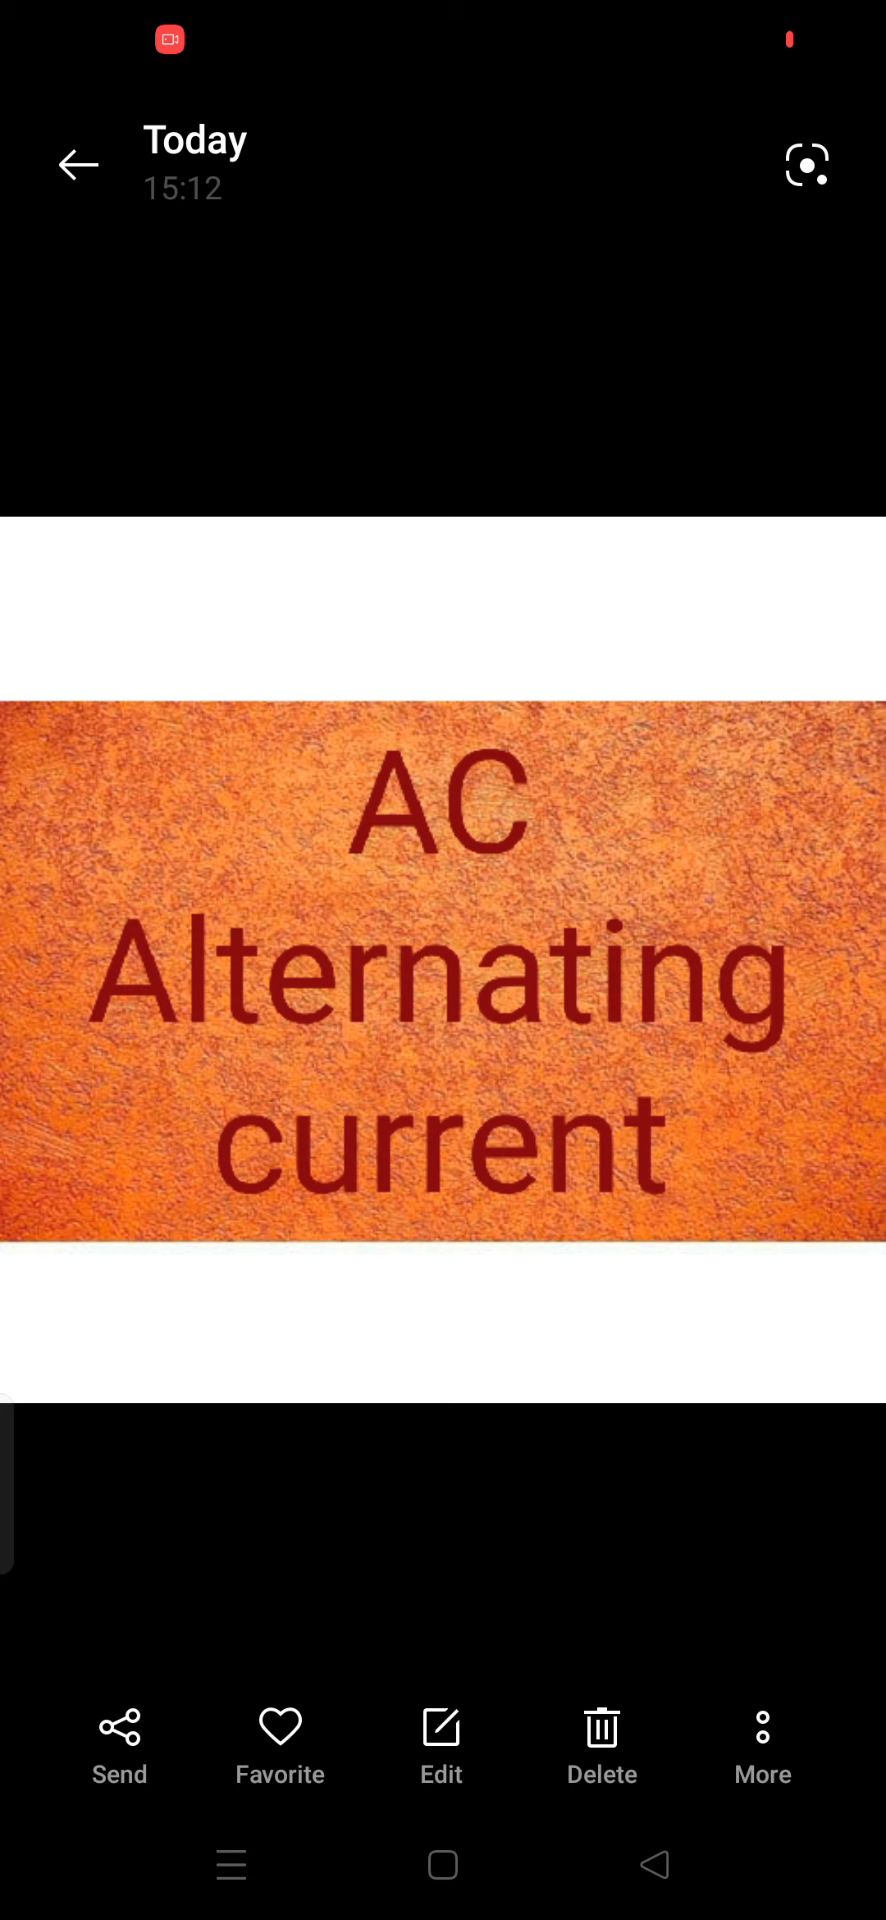 Today
15:12
AC
Alternating
current
Send Favorite Edit Delete More